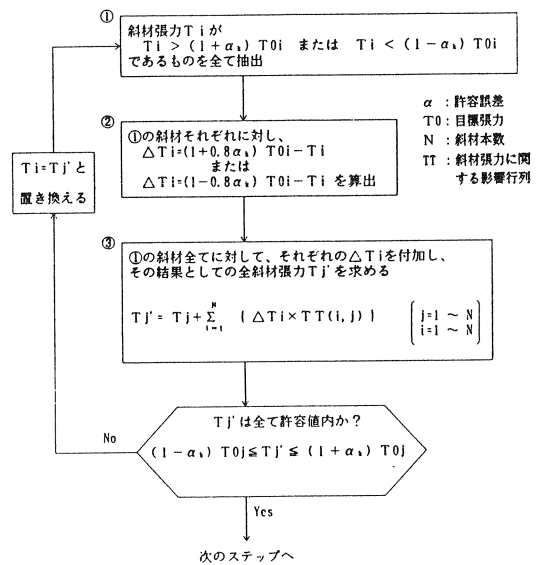 ①
斜材張力Ｔｉが
Ｔｉ > (1+αₖ) Ｔ0ｉ または Ｔｉ < (1-αₖ) Ｔ0ｉ
であるものを全て抽出
α : 許容誤差
Ｔ0 : 目標張力
Ｎ : 斜材本数
ＴＴ : 斜材張力に関
する影響行列
②
①の斜材それぞれに対し、
△Ｔｉ=(1+0.8αₖ) Ｔ0ｉ-Ｔｉ
または
△Ｔｉ=(1-0.8αₖ) Ｔ0ｉ-Ｔｉ を算出
Ｔｉ=Ｔｊ'と
置き換える
③
①の斜材全てに対して、それぞれの△Ｔｉを付加し、
その結果としての全斜材張力Ｔｊ'を求める
Ｔｊ'= Ｔｊ+Σ {△Ｔｉ×ＴＴ(i,j)}
N
i=1
j=1 ~ N
i=1 ~ N
Ｔｊ'は全て許容値内か？
(1-αₖ) Ｔ0ｊ≦Ｔｊ'≦ (1+αₖ) Ｔ0ｊ
No
Yes
次のステップへ